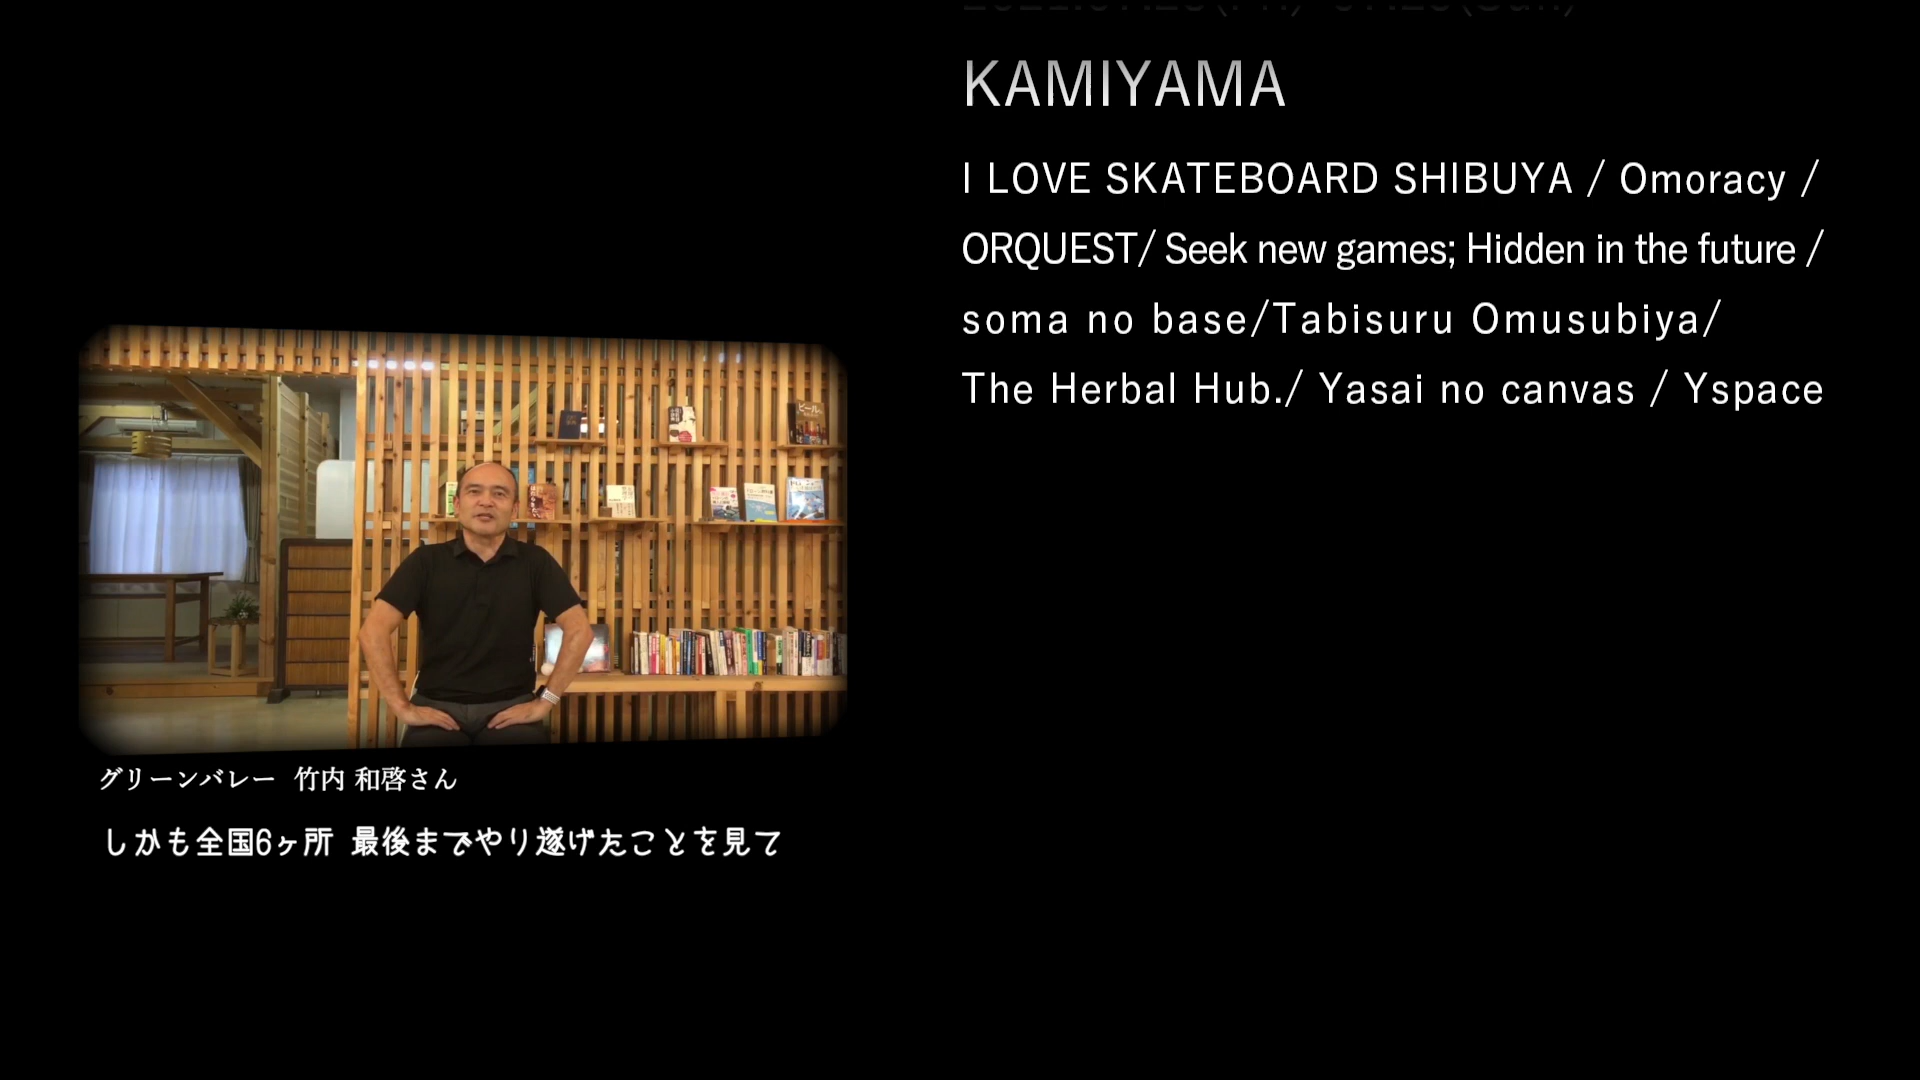 KAMIYAMA
I LOVE SKATEBOARD SHIBUYA / Omoracy /
ORQUEST/ Seek new games; Hidden in the future /
soma no base/Tabisuru Omusubiya/
The Herbal Hub./ Yasai no canvas / Yspace
グリーンバレー 竹内 和啓さん
しかも全国6ヶ所 最後までやり遂げたことを見て